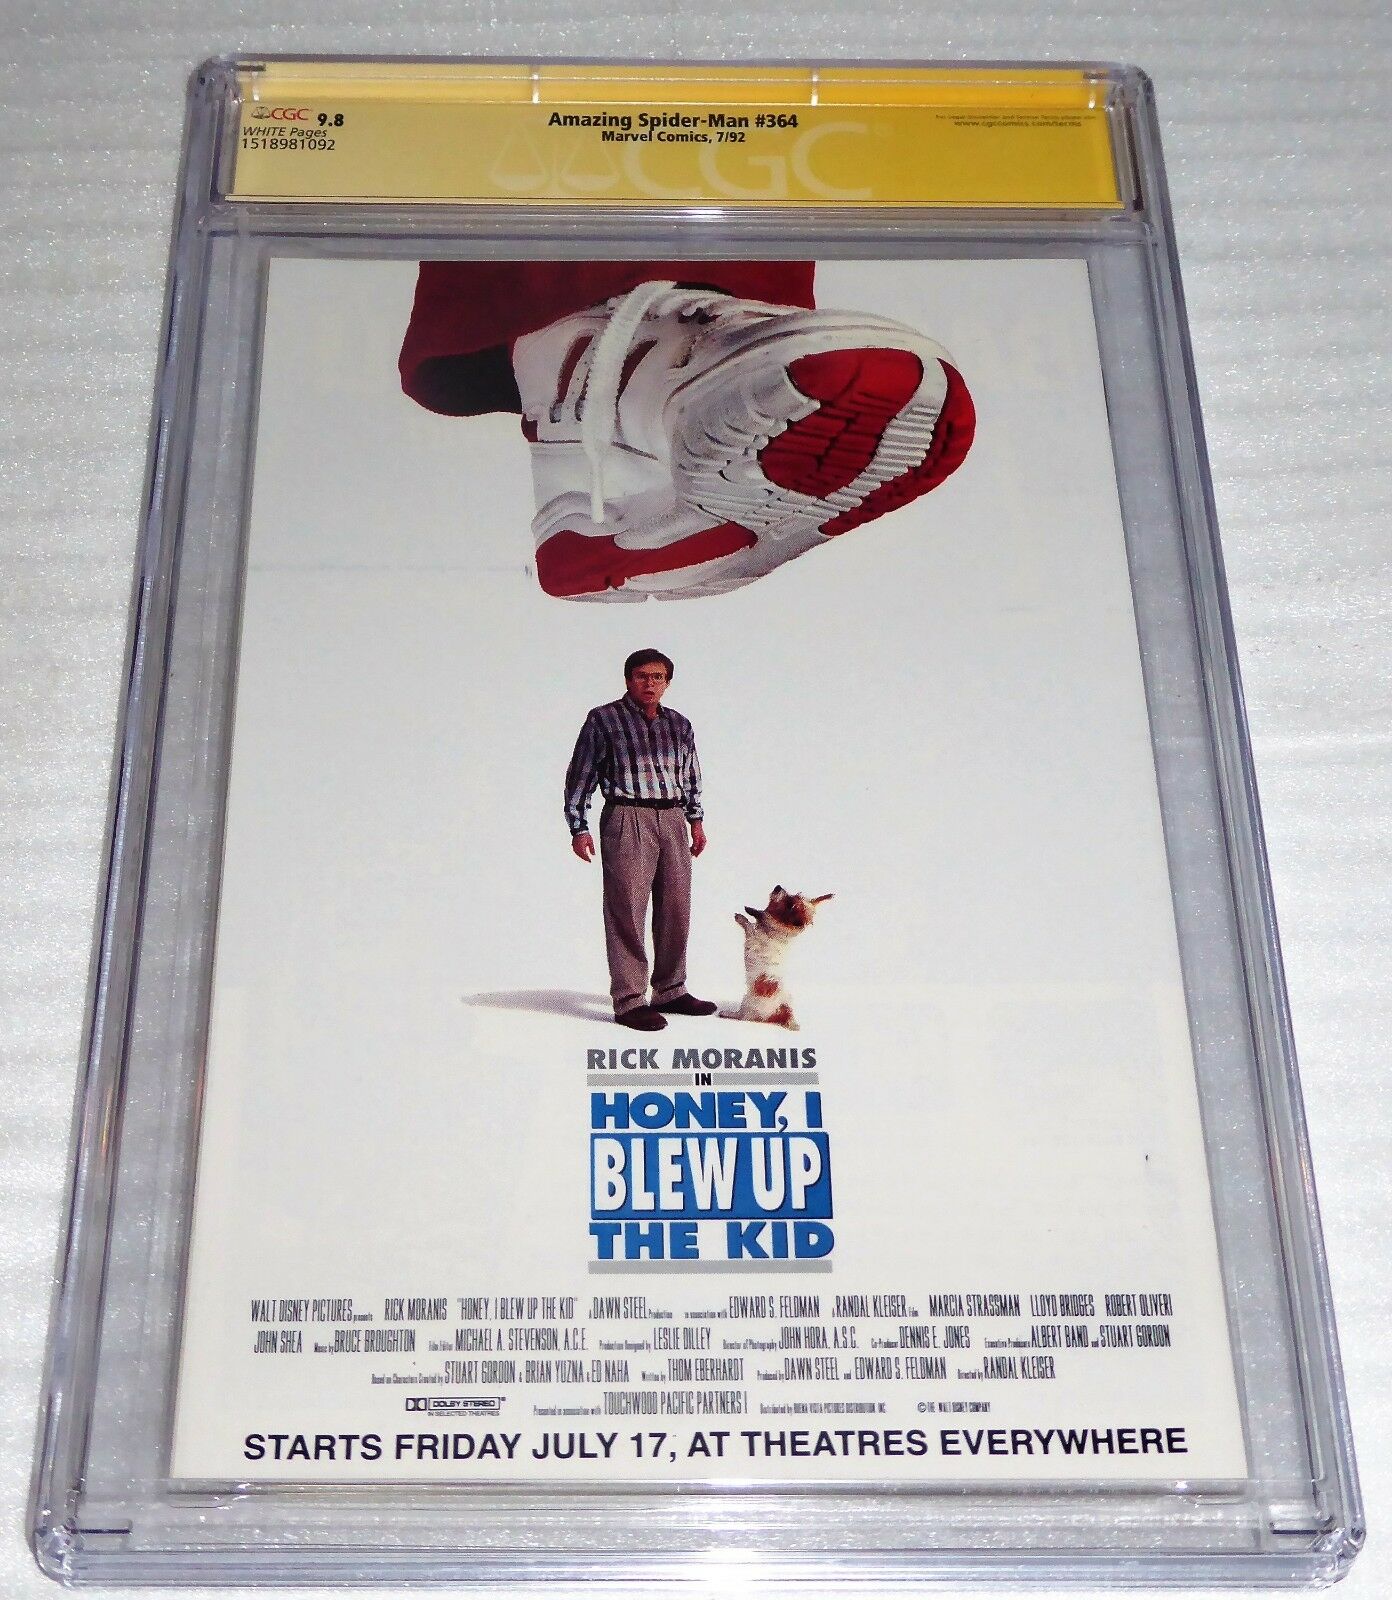 CGC 9.8
WHITE Pages
1518981092
Amazing Spider-Man #364
Marvel Comics, 7/92
www.cgccomics.com/terms
CGC
RICK MORANIS
IN
HONEY, I
BLEW UP
THE KID
WALT DISNEY PICTURES presents RICK MORANIS "HONEY, I BLEW UP THE KID" A DAWN STEEL Production in association with EDWARD S. FELDMAN A RANDAL KLEISER Film MARCIA STRASSMAN LLOYD BRIDGES ROBERT OLIVERI
JOHN SHEA Music by BRUCE BROUGHTON Film Editor MICHAEL A. STEVENSON, A.C.E. Production Designed by LESLIE DILLEY Director of Photography JOHN HORA, A.S.C. Co-Producer DENNIS E. JONES Executive Producers ALBERT BAND and STUART GORDON
Based on Characters Created by STUART GORDON & BRIAN YUZNA & ED NAHA Written by THOM EBERHARDT Produced by DAWN STEEL and EDWARD S. FELDMAN Directed by RANDAL KLEISER
DOLBY STEREO
IN SELECTED THEATRES
Presented in association with TOUCHWOOD PACIFIC PARTNERS I Distributed by BUENA VISTA PICTURES DISTRIBUTION, INC. © THE WALT DISNEY COMPANY
STARTS FRIDAY JULY 17, AT THEATRES EVERYWHERE